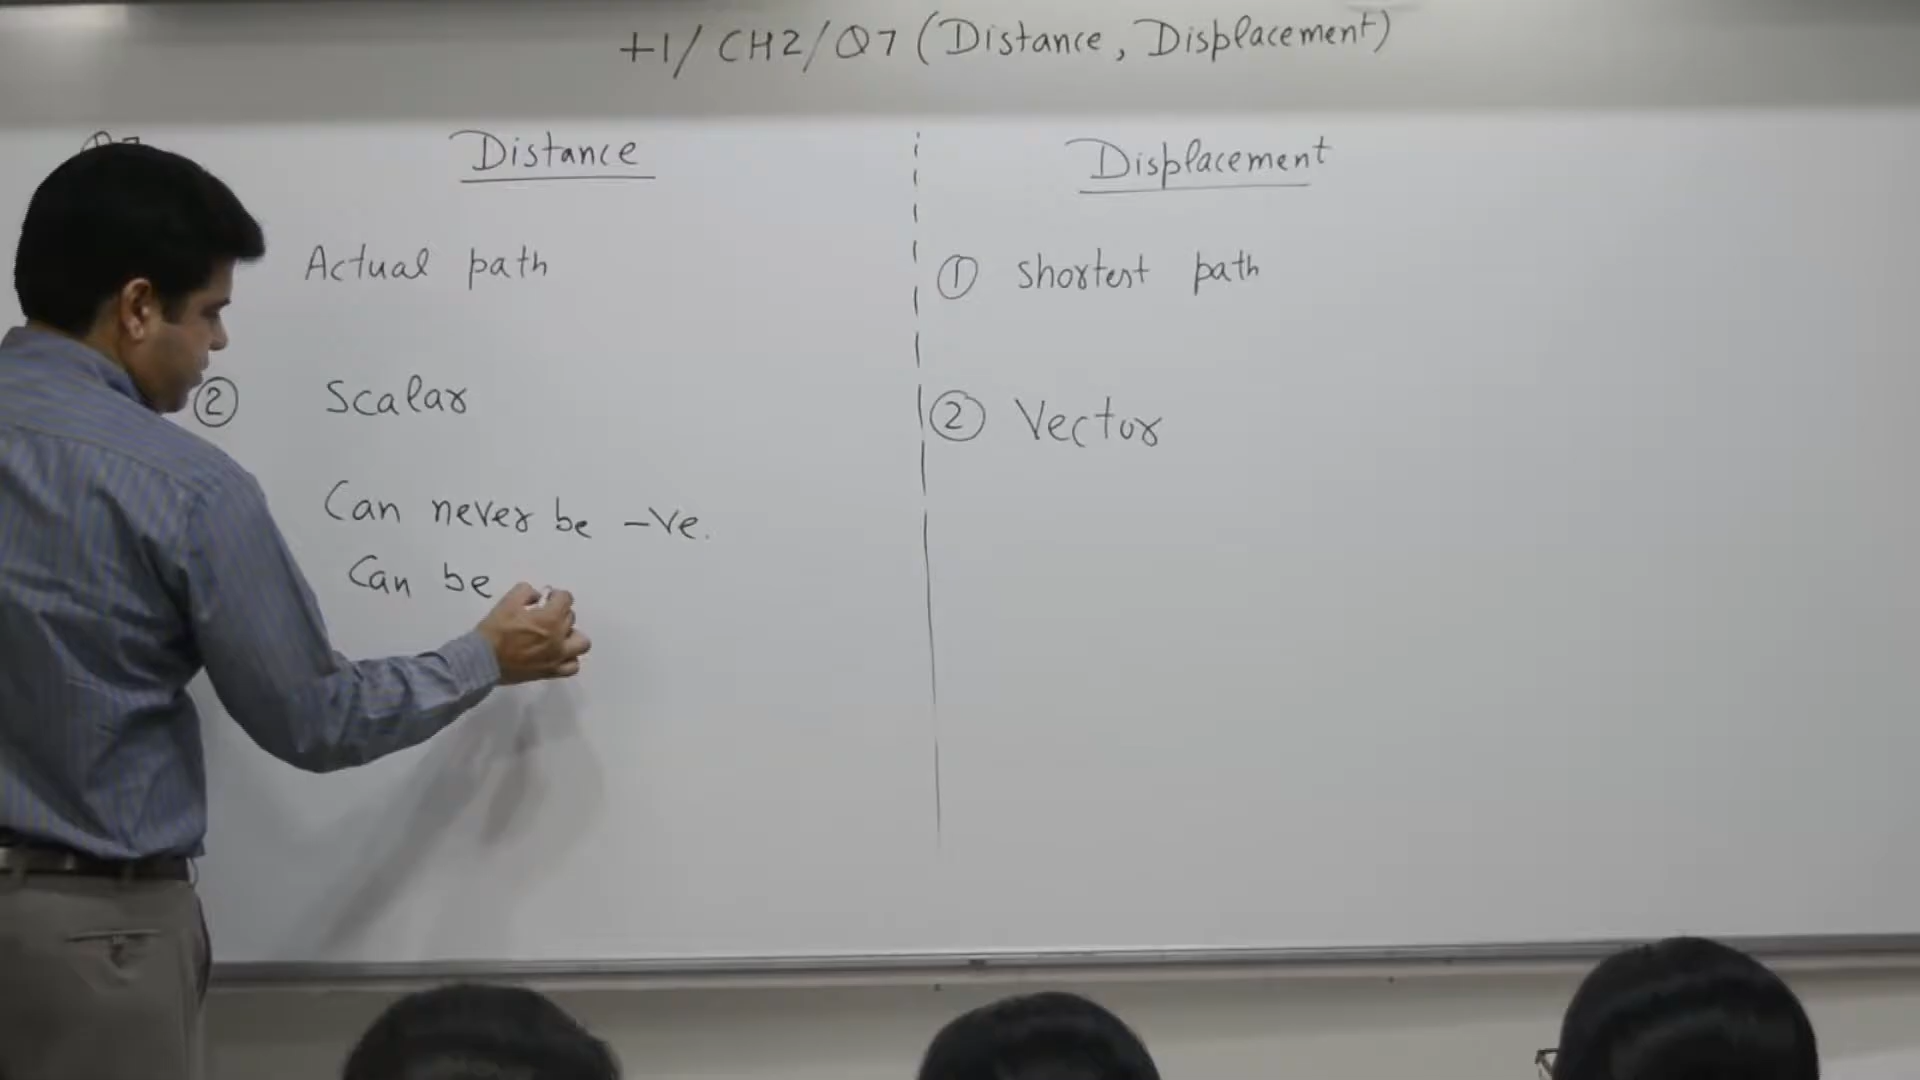 +1/ CH2/Q7 (Distance, Displacement)
Distance
Actual path
② Scalar
Can never be -ve.
Can be
Displacement
① Shortest path
② Vector